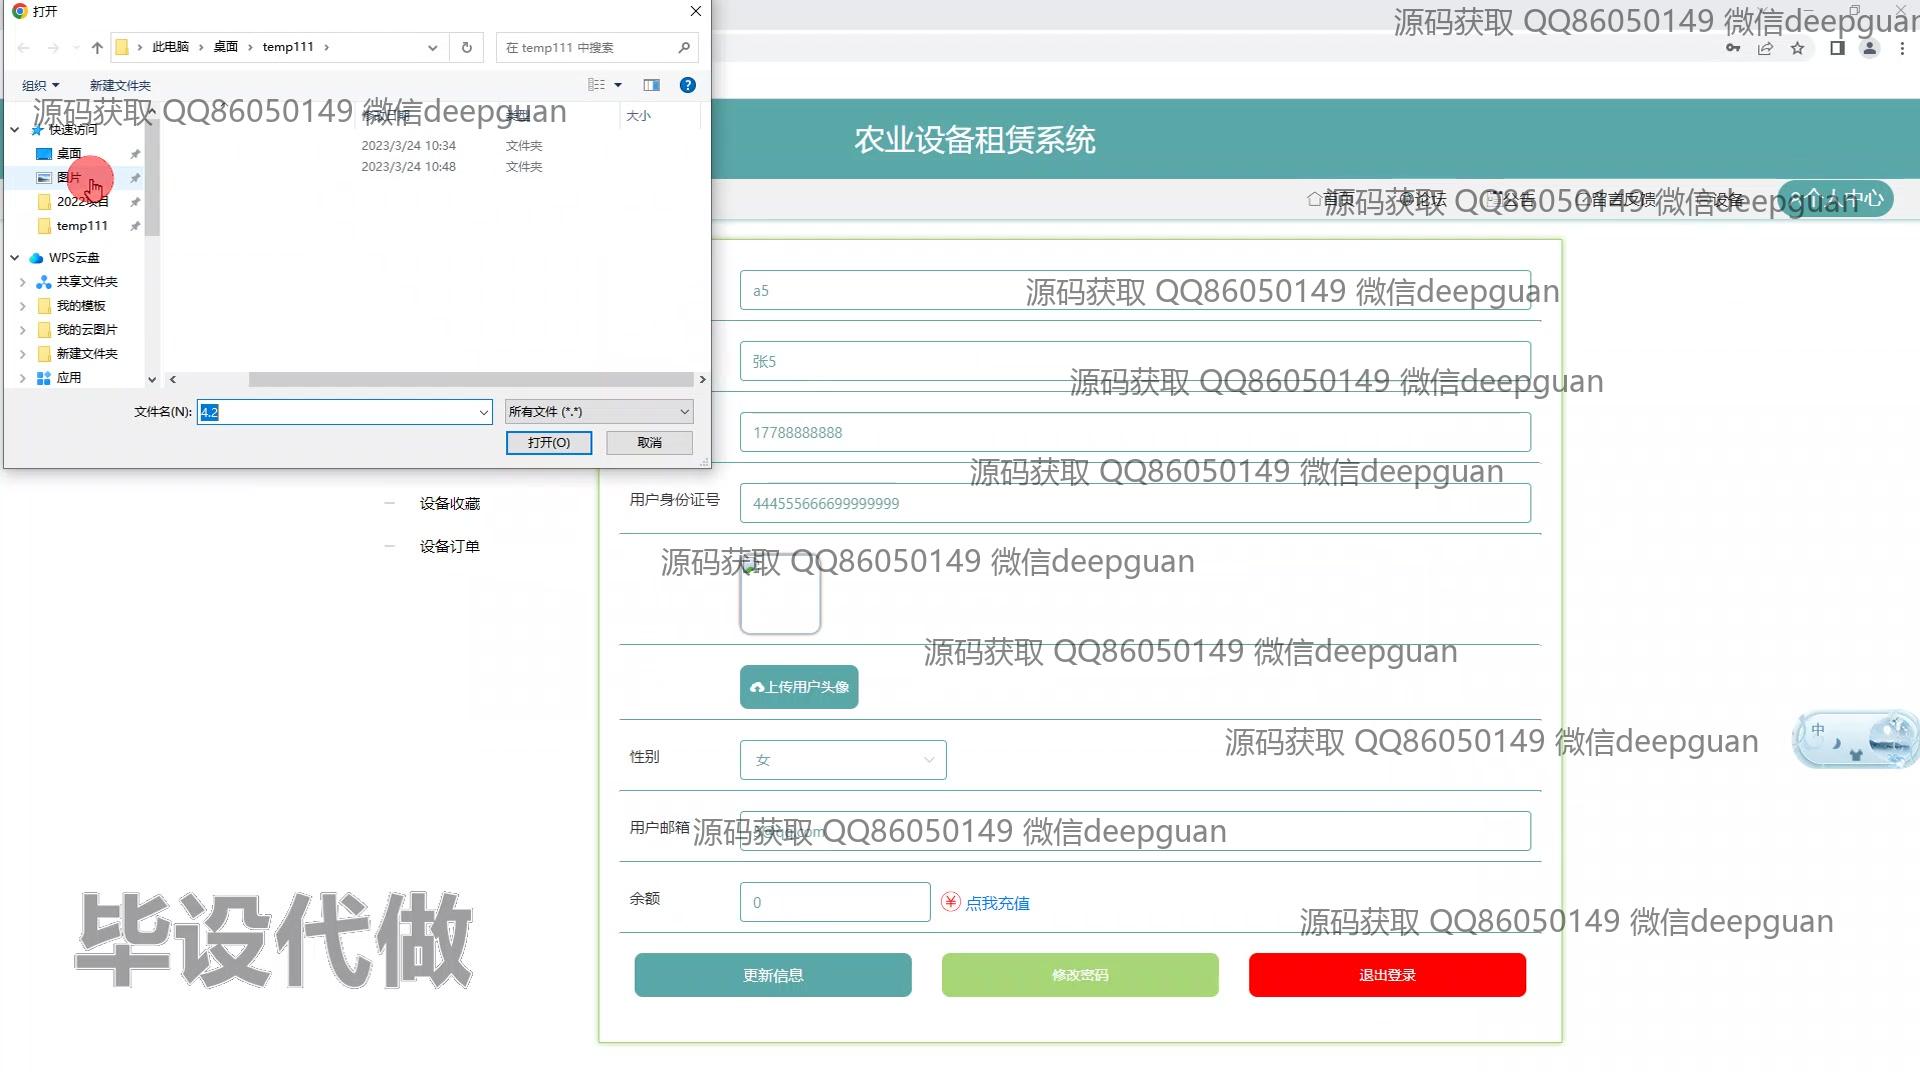 打开
此电脑 › 桌面 › temp111 ›
在 temp111 中搜索
组织
新建文件夹
快速访问
桌面
图片
2022项目
temp111
WPS云盘
共享文件夹
我的模板
我的云图片
新建文件夹
应用
修改日期
类型
大小
2023/3/24 10:34 文件夹
2023/3/24 10:48 文件夹
文件名(N):
4.2
所有文件 (*.*)
打开(O)
取消
源码获取 QQ86050149 微信deepguan
源码获取 QQ86050149 微信deepguan
农业设备租赁系统
首页
论坛
公告
留言反馈
设备
个人中心
源码获取 QQ86050149 微信deepguan
设备收藏
设备订单
a5
源码获取 QQ86050149 微信deepguan
张5
源码获取 QQ86050149 微信deepguan
17788888888
源码获取 QQ86050149 微信deepguan
用户身份证号
444555666699999999
源码获取 QQ86050149 微信deepguan
源码获取 QQ86050149 微信deepguan
上传用户头像
性别
女
源码获取 QQ86050149 微信deepguan
中
用户邮箱
源码获取 QQ86050149 微信deepguan
余额
0
点我充值
源码获取 QQ86050149 微信deepguan
更新信息
修改密码
退出登录
毕设代做